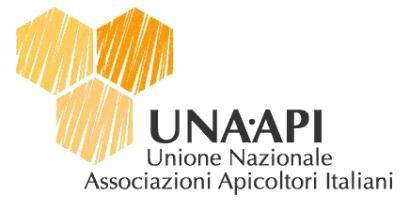 UNA·API
Unione Nazionale
Associazioni Apicoltori Italiani